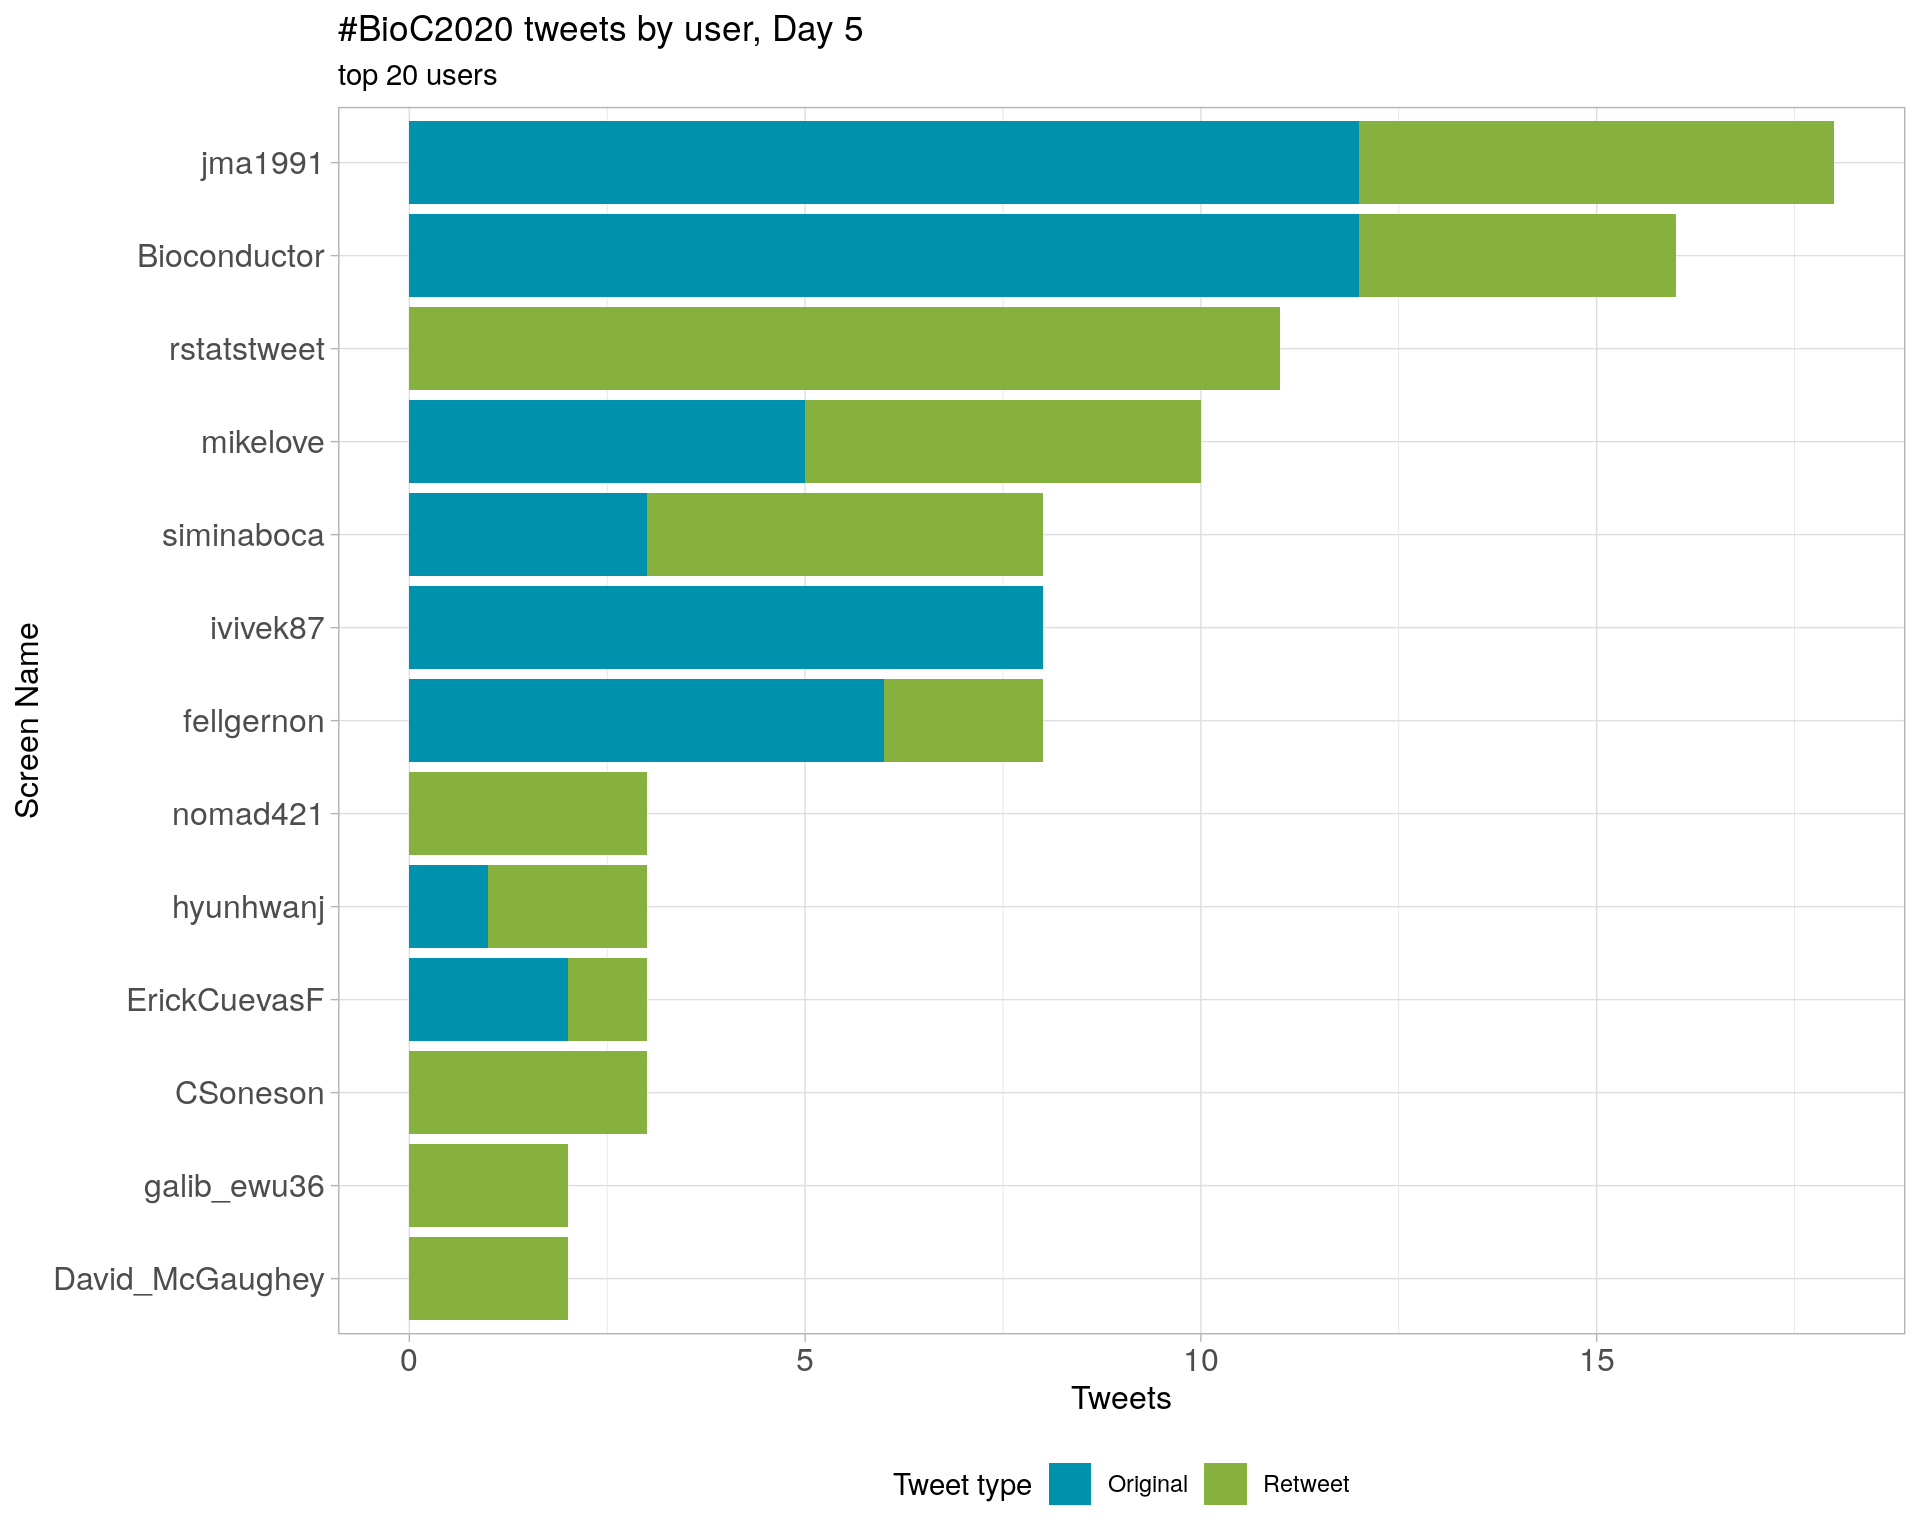 #BioC2020 tweets by user, Day 5
top 20 users
Screen Name
jma1991
Bioconductor
rstatstweet
mikelove
siminaboca
ivivek87
fellgernon
nomad421
hyunhwanj
ErickCuevasF
CSoneson
galib_ewu36
David_McGaughey
0 5 10 15
Tweets
Tweet type Original Retweet